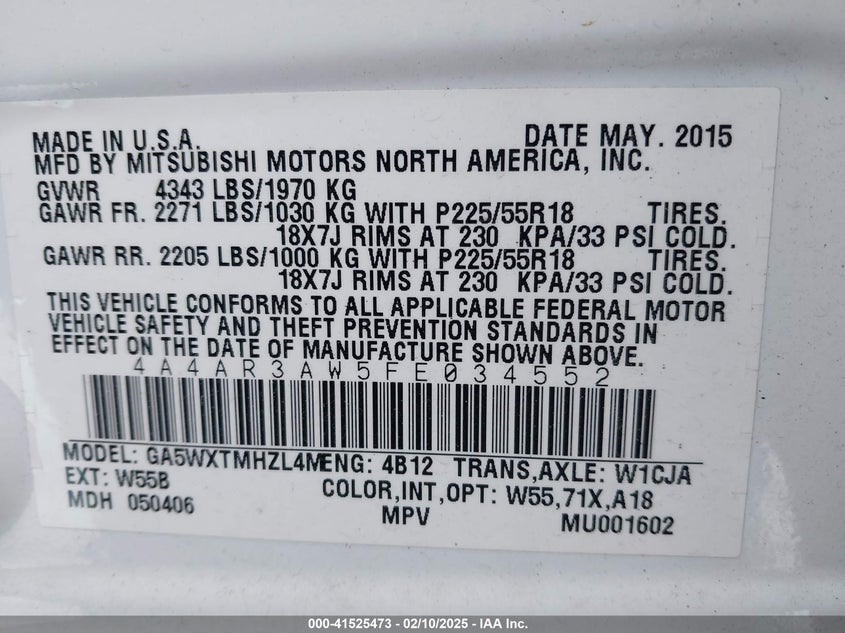 MADE IN U.S.A. DATE MAY. 2015
MFD BY MITSUBISHI MOTORS NORTH AMERICA, INC.
GVWR 4343 LBS/1970 KG
GAWR FR. 2271 LBS/1030 KG WITH P225/55R18 TIRES.
18X7J RIMS AT 230 KPA/33 PSI COLD.
GAWR RR. 2205 LBS/1000 KG WITH P225/55R18 TIRES.
18X7J RIMS AT 230 KPA/33 PSI COLD.
THIS VEHICLE CONFORMS TO ALL APPLICABLE FEDERAL MOTOR
VEHICLE SAFETY AND THEFT PREVENTION STANDARDS IN
EFFECT ON THE DATE OF MANUFACTURE SHOWN ABOVE.
4A4AR3AW5FE034552
MODEL: GA5WXTMHZL4MENG: 4B12 TRANS,AXLE: W1CJA
EXT: W55B COLOR,INT,OPT: W55,71X,A18
MDH 050406 MPV MU001602
000-41525473 - 02/10/2025 - IAA Inc.